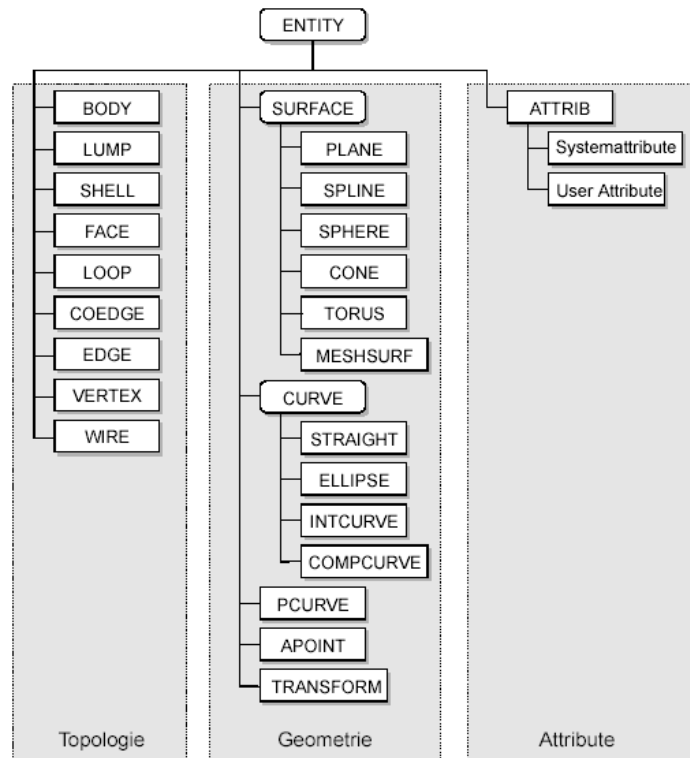 ENTITY
BODY
LUMP
SHELL
FACE
LOOP
COEDGE
EDGE
VERTEX
WIRE
Topologie
SURFACE
PLANE
SPLINE
SPHERE
CONE
TORUS
MESHSURF
CURVE
STRAIGHT
ELLIPSE
INTCURVE
COMPCURVE
PCURVE
APOINT
TRANSFORM
Geometrie
ATTRIB
Systemattribute
User Attribute
Attribute